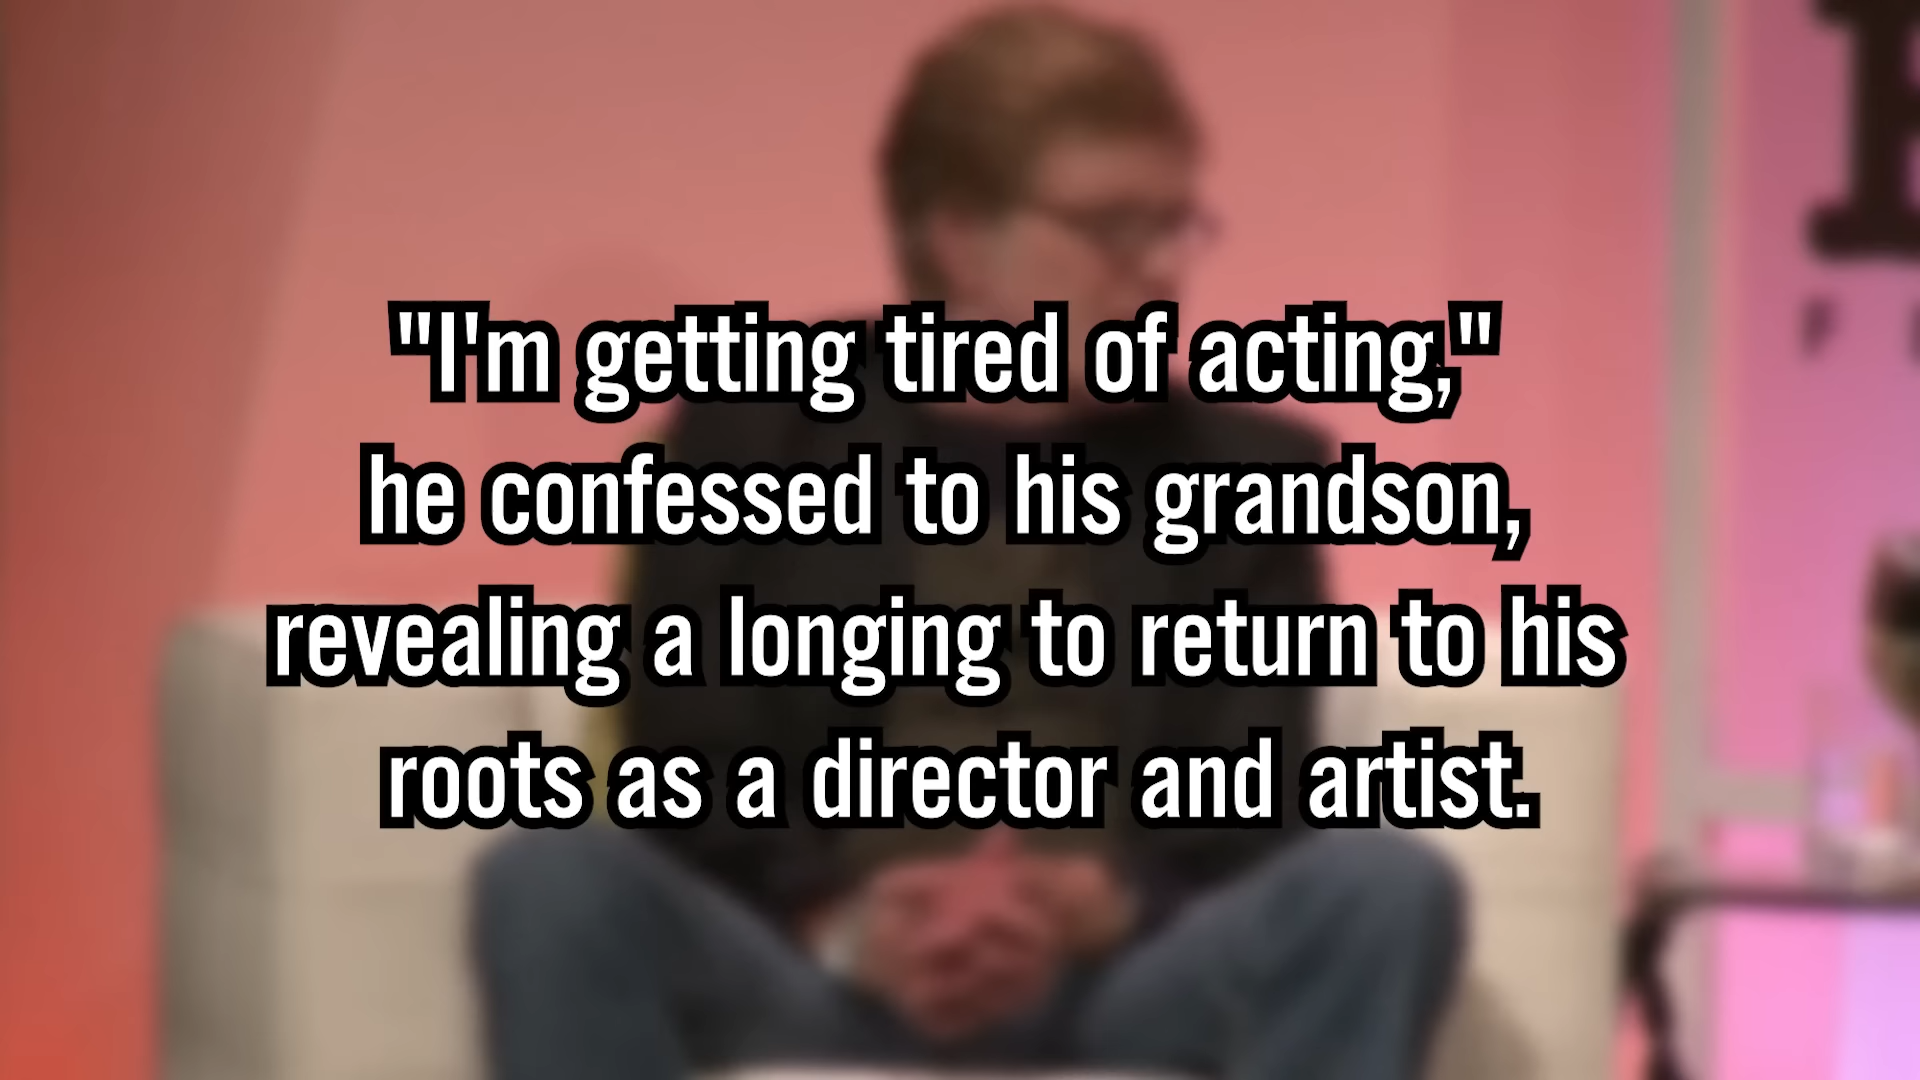 "I'm getting tired of acting,"
he confessed to his grandson,
revealing a longing to return to his
roots as a director and artist.